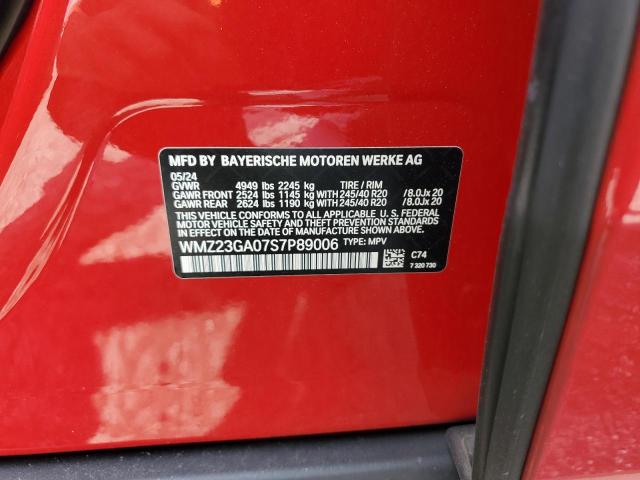 MFD BY BAYERISCHE MOTOREN WERKE AG
05/24
GVWR 4949 lbs 2245 kg TIRE / RIM
GAWR FRONT 2524 lbs 1145 kg WITH 245/40 R20 /8.0Jx 20
GAWR REAR 2624 lbs 1190 kg WITH 245/40 R20 /8.0Jx 20
THIS VEHICLE CONFORMS TO ALL APPLICABLE U. S. FEDERAL
MOTOR VEHICLE SAFETY AND THEFT PREVENTION STANDARDS
IN EFFECT ON THE DATE OF MANUFACTURE SHOWN ABOVE.
WMZ23GA07S7P89006 TYPE: MPV
C74
7 320 730